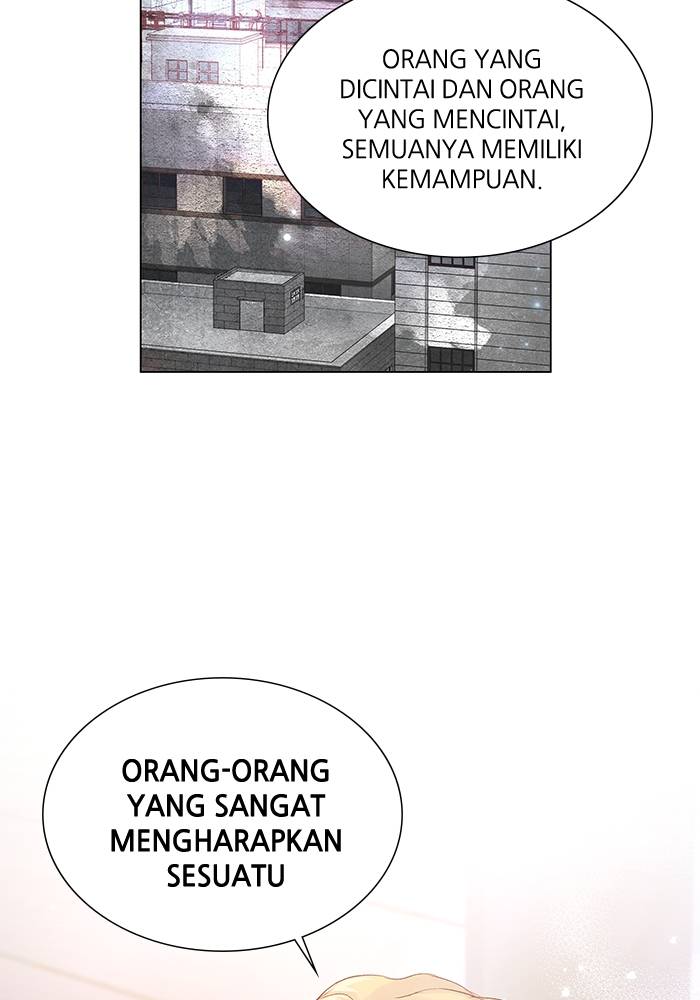 ORANG YANG
DICINTAI DAN ORANG
YANG MENCINTAI,
SEMUANYA MEMILIKI
KEMAMPUAN.
ORANG-ORANG
YANG SANGAT
MENGHARAPKAN
SESUATU